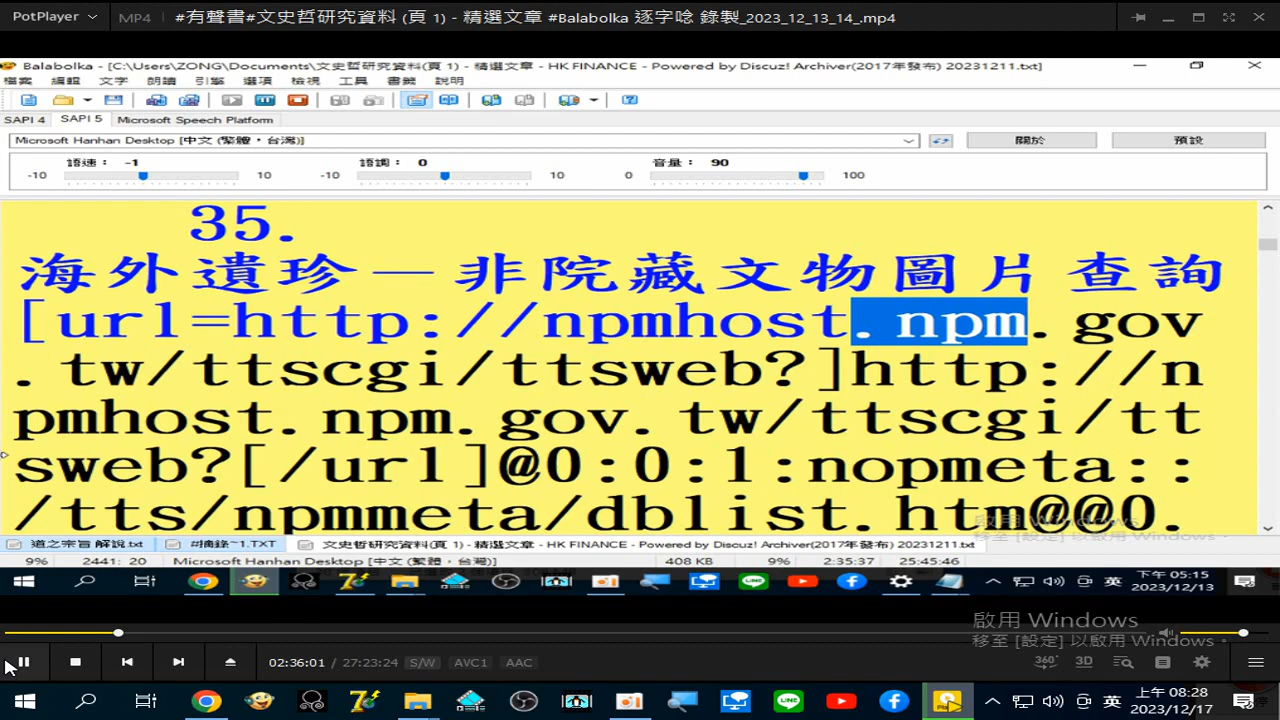 PotPlayer MP4 #有聲書#文史哲研究資料 (頁 1) - 精選文章 #Balabolka 逐字唸 錄製_2023_12_13_14_.mp4
Balabolka - [C:\Users\ZONG\Documents\文史哲研究資料(頁 1) - 精選文章 - HK FINANCE - Powered by Discuz! Archiver(2017年發布) 20231211.txt]
檔案 編輯 文字 朗讀 引擎 選項 檢視 工具 書籤 說明
SAPI 4 SAPI 5 Microsoft Speech Platform
Microsoft Hanhan Desktop [中文 (繁體，台灣)] 關於 預設
語速： -1 語調： 0 音量： 90
-10 10 -10 10 0 100
35.
海外遺珍－非院藏文物圖片查詢
[url=http://npmhost.npm.gov
.tw/ttscgi/ttsweb?]http://n
pmhost.npm.gov.tw/ttscgi/tt
sweb?[/url]@0:0:1:nopmeta::
/tts/npmmeta/dblist.htm@@0.
啟用 Windows
移至 [設定] 以啟用 Windows。
道之宗旨 解說.txt #摘錄~1.TXT 文史哲研究資料(頁 1) - 精選文章 - HK FINANCE - Powered by Discuz! Archiver(2017年發布) 20231211.txt
9% 2441: 20 Microsoft Hanhan Desktop [中文 (繁體，台灣)] 408 KB 9% 2:35:37 25:45:46
英 下午 05:15
2023/12/13
啟用 Windows
移至 [設定] 以啟用 Windows。
02:36:01 / 27:23:24 S/W AVC1 AAC 360° 3D
英 上午 08:28
2023/12/17